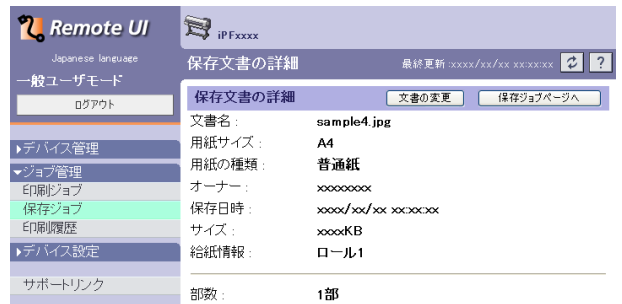 Remote UI
Japanese language
一般ユーザモード
ログアウト
▶デバイス管理
▼ジョブ管理
印刷ジョブ
保存ジョブ
印刷履歴
▶デバイス設定
サポートリンク
iPFxxxx
保存文書の詳細 最終更新:xxxx/xx/xx xx:xx:xx ?
保存文書の詳細 文書の変更 保存ジョブページへ
文書名 : sample4.jpg
用紙サイズ : A4
用紙の種類 : 普通紙
オーナー : xxxxxxxx
保存日時 : xxxx/xx/xx xx:xx:xx
サイズ : xxxxKB
給紙情報 : ロール1
部数 : 1部